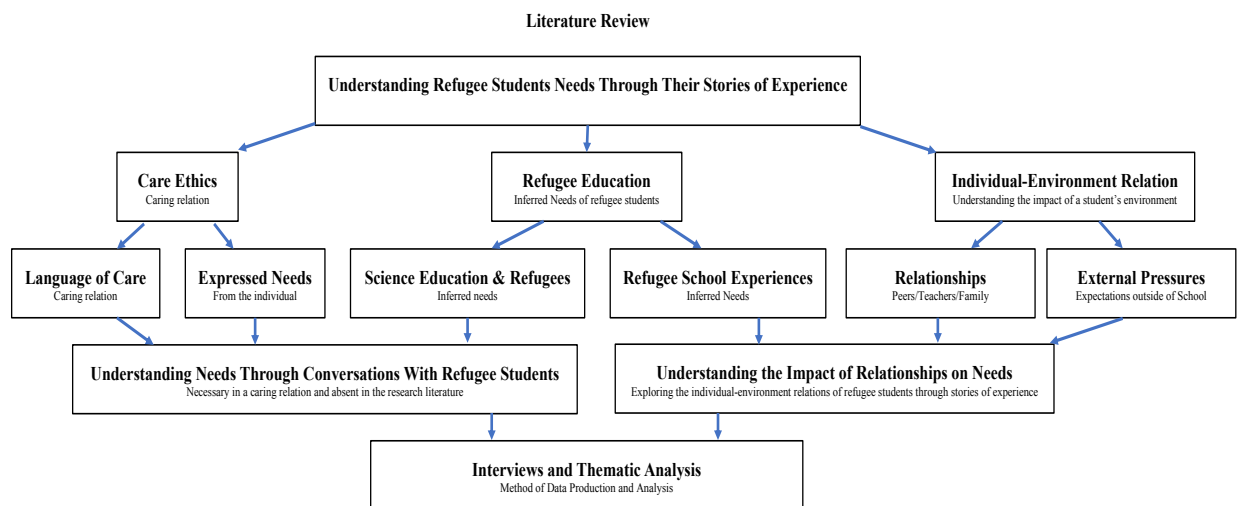 Literature Review
Understanding Refugee Students Needs Through Their Stories of Experience
Care Ethics
Caring relation
Refugee Education
Inferred Needs of refugee students
Individual-Environment Relation
Understanding the impact of a student's environment
Language of Care
Caring relation
Expressed Needs
From the individual
Science Education & Refugees
Inferred needs
Refugee School Experiences
Inferred Needs
Relationships
Peers/Teachers/Family
External Pressures
Expectations outside of School
Understanding Needs Through Conversations With Refugee Students
Necessary in a caring relation and absent in the research literature
Understanding the Impact of Relationships on Needs
Exploring the individual-environment relations of refugee students through stories of experience
Interviews and Thematic Analysis
Method of Data Production and Analysis